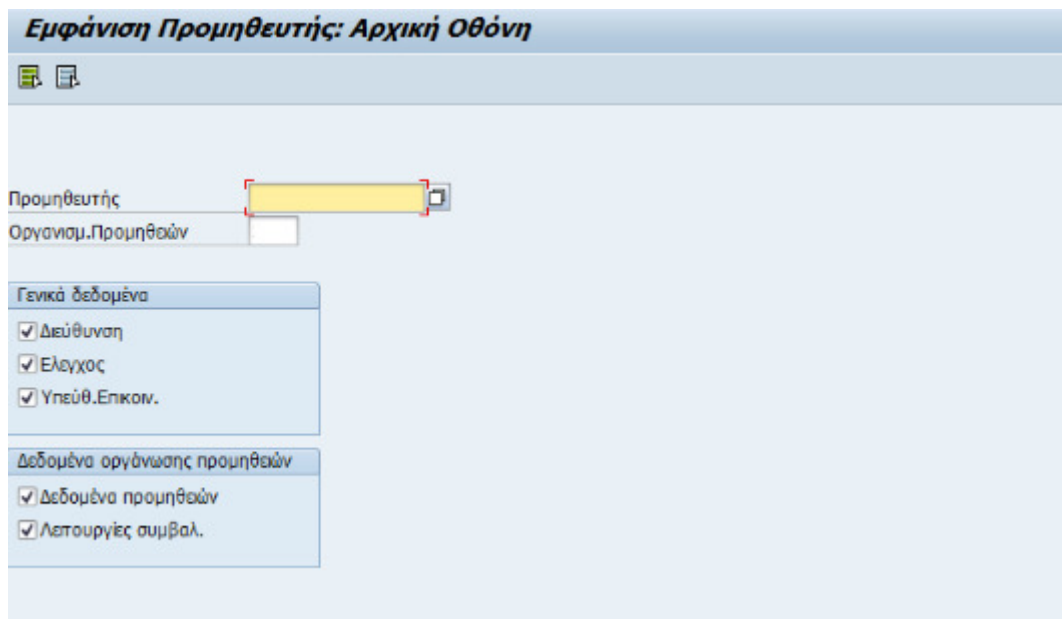 Εμφάνιση Προμηθευτής: Αρχική Οθόνη
Προμηθευτής
Οργανισμ.Προμηθειών
Γενικά δεδομένα
Διεύθυνση
Ελεγχος
Υπεύθ.Επικοιν.
Δεδομένα οργάνωσης προμηθειών
Δεδομένα προμηθειών
Λειτουργίες συμβαλ.